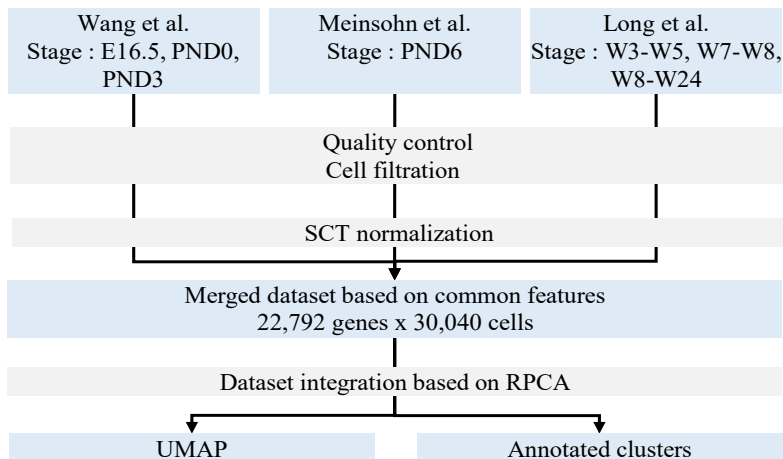 Wang et al.
Stage : E16.5, PND0,
PND3
Meinsohn et al.
Stage : PND6
Long et al.
Stage : W3-W5, W7-W8,
W8-W24
Quality control
Cell filtration
SCT normalization
Merged dataset based on common features
22,792 genes x 30,040 cells
Dataset integration based on RPCA
UMAP
Annotated clusters